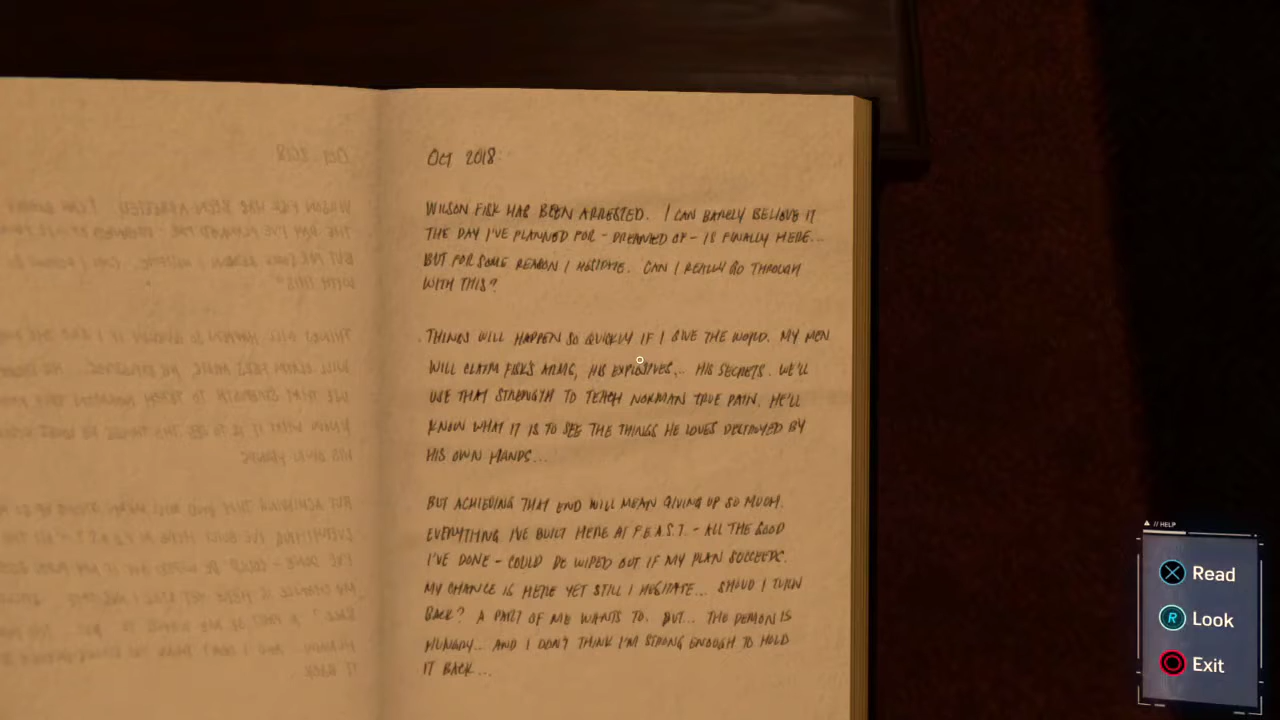 Oct 2018
WILSON FISK HAS BEEN ARRESTED. I CAN BARELY BELIEVE IT
THE DAY I'VE PLANNED FOR - DREAMED OF - IS FINALLY HERE...
BUT FOR SOME REASON I HESITATE. CAN I REALLY GO THROUGH
WITH THIS?
THINGS WILL HAPPEN SO QUICKLY IF I GIVE THE WORD. MY MEN
WILL CLAIM FISK'S ARMS, HIS EXPLOSIVES,.. HIS SECRETS. WE'LL
USE THAT STRENGTH TO TEACH NORMAN TRUE PAIN. HE'LL
KNOW WHAT IT IS TO SEE THE THINGS HE LOVES DESTROYED BY
HIS OWN HANDS...
BUT ACHIEVING THAT END WILL MEAN GIVING UP SO MUCH.
EVERYTHING I'VE BUILT HERE AT F.E.A.S.T. - ALL THE GOOD
I'VE DONE - COULD BE WIPED OUT IF MY PLAN SUCCEEDS.
MY CHANCE IS HERE YET STILL I HESITATE... SHOULD I TURN
BACK? A PART OF ME WANTS TO. BUT... THE DEMON IS
HUNGRY... AND I DON'T THINK I'M STRONG ENOUGH TO HOLD
IT BACK...
// HELP
Read
R Look
Exit